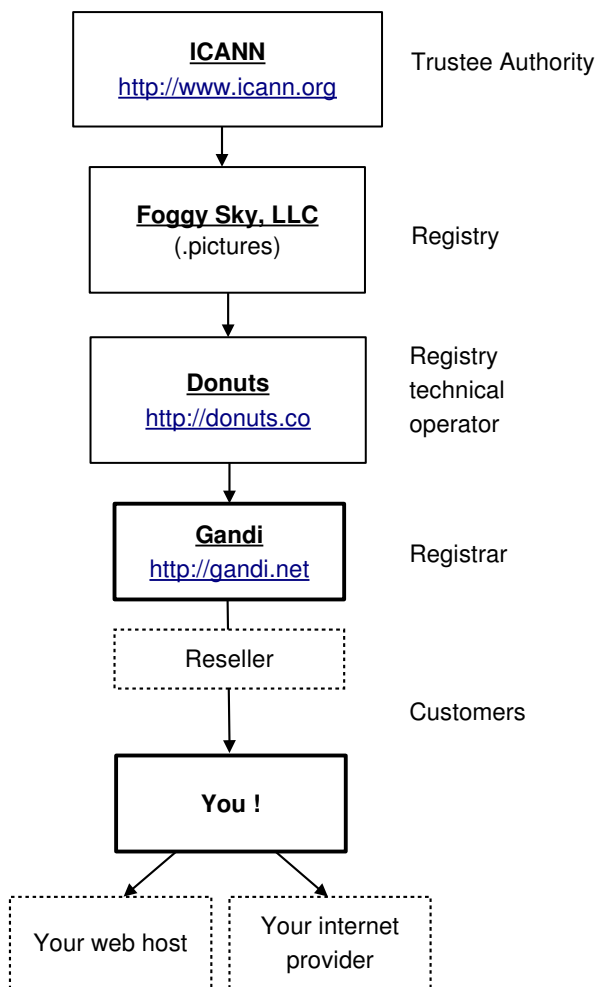 ICANN
http://www.icann.org
Trustee Authority
Foggy Sky, LLC
(.pictures)
Registry
Donuts
http://donuts.co
Registry
technical
operator
Gandi
http://gandi.net
Registrar
Reseller
Customers
You !
Your web host
Your internet
provider